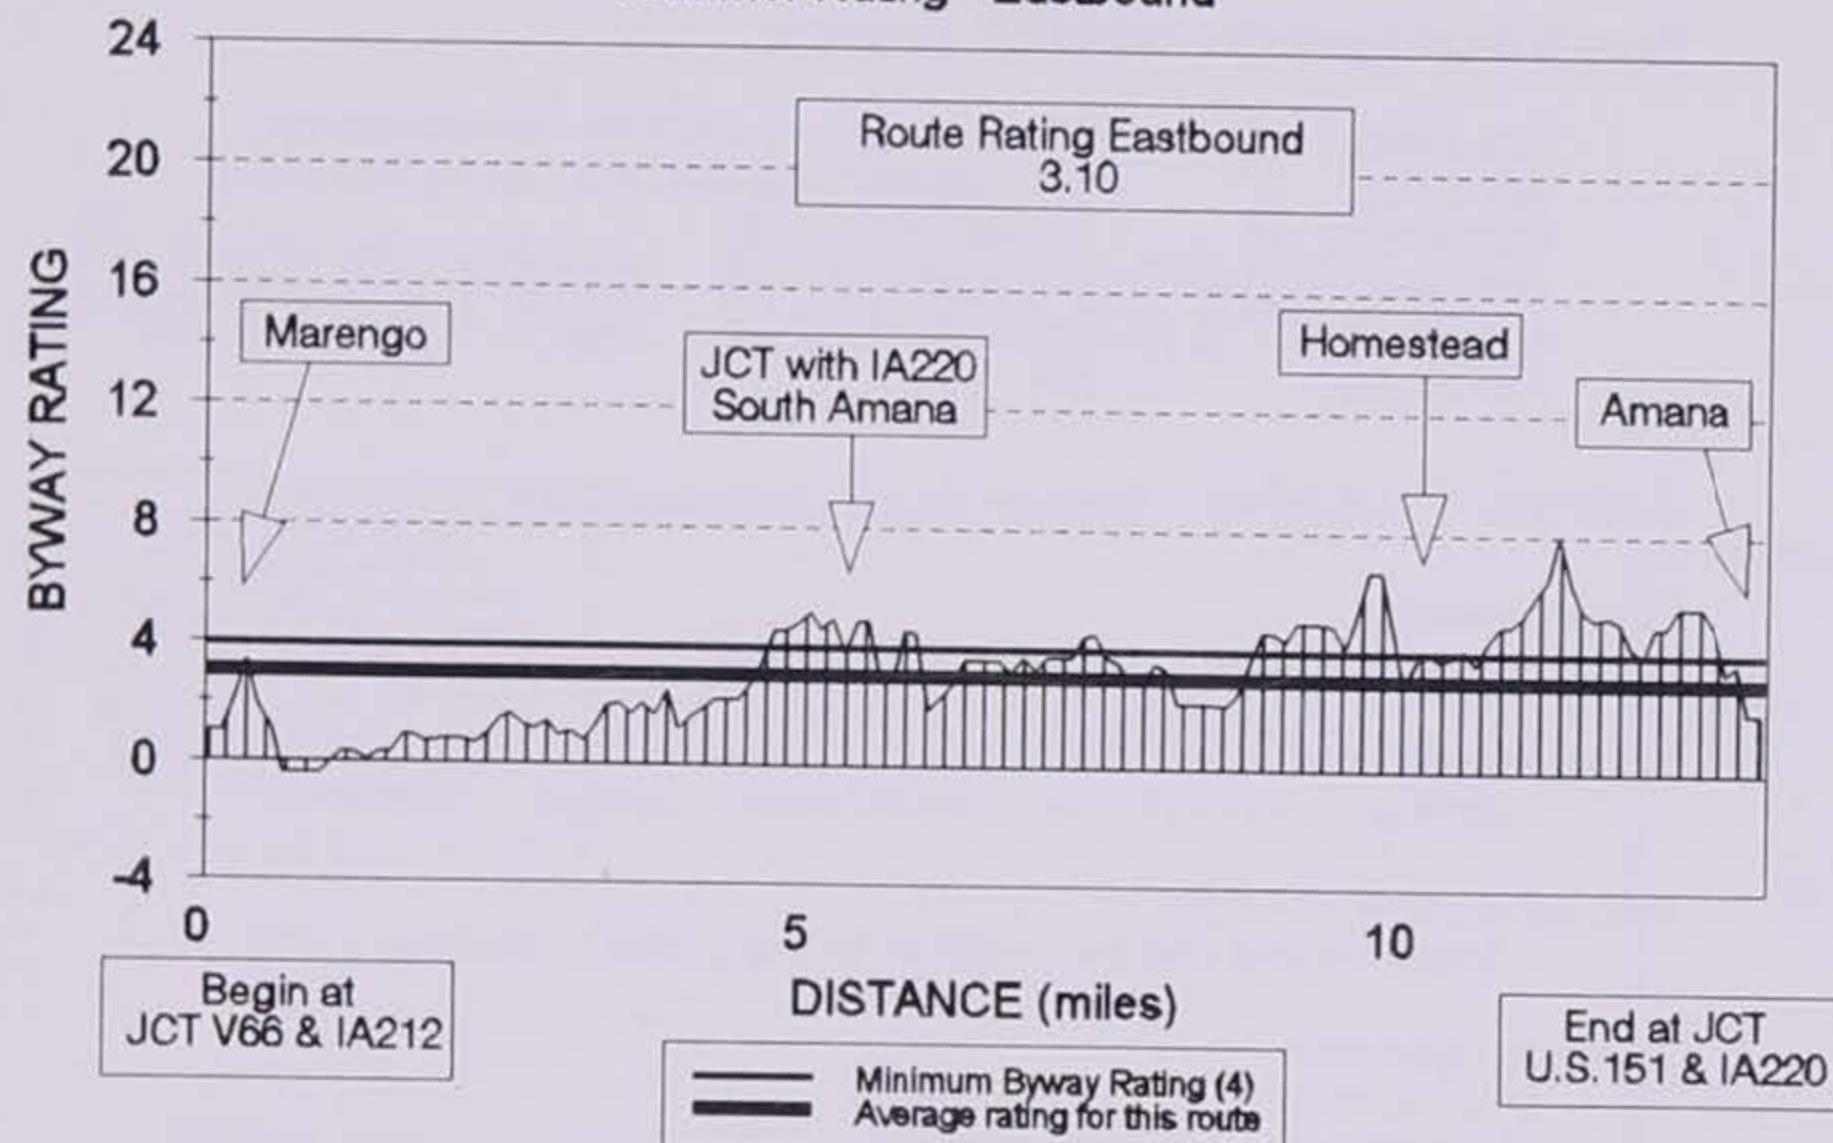 Eastbound
24
20
16
12
8
4
0
-4
BYWAY RATING
Route Rating Eastbound
3.10
Marengo
JCT with IA220
South Amana
Homestead
Amana
0 5 10
DISTANCE (miles)
Begin at
JCT V66 & IA212
End at JCT
U.S.151 & IA220
Minimum Byway Rating (4)
Average rating for this route